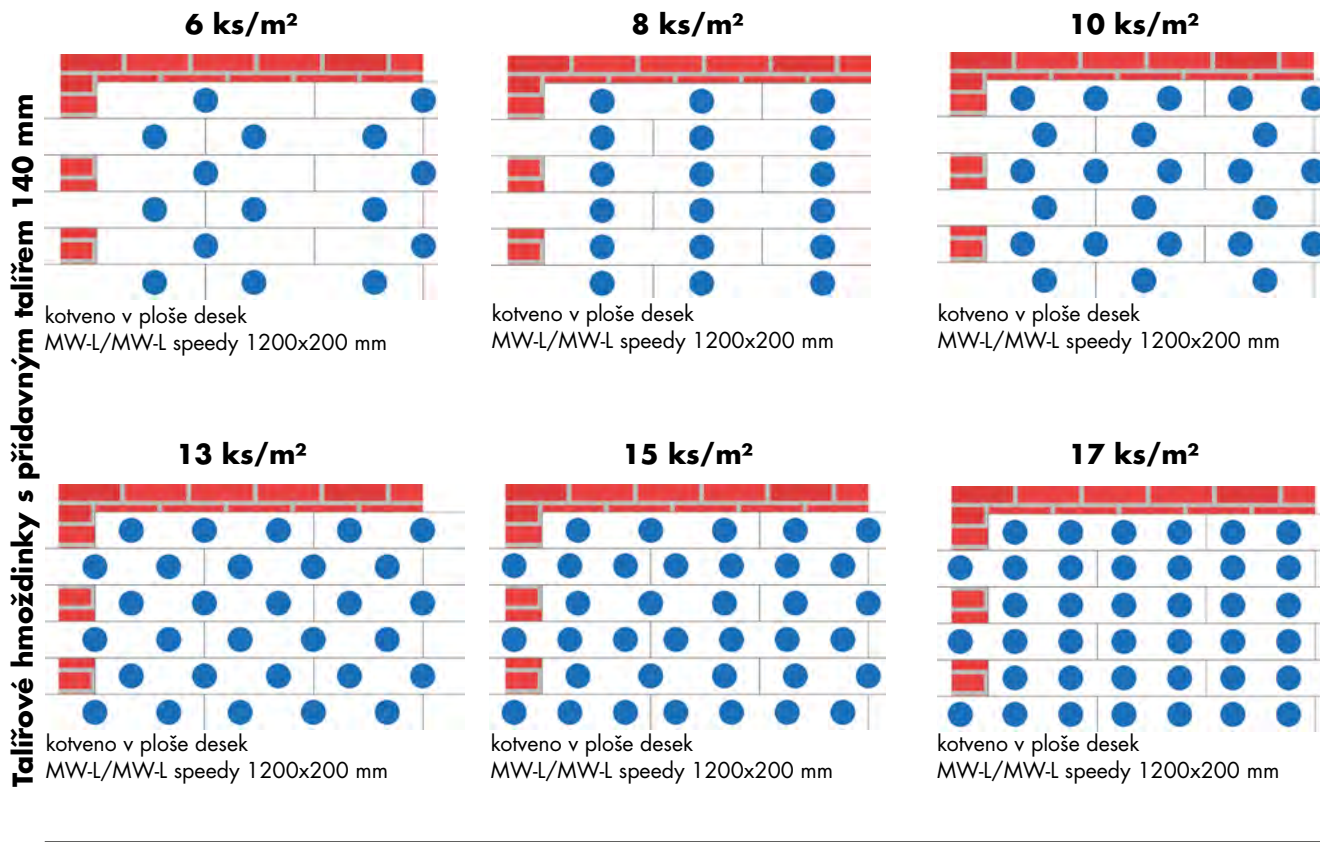 Talířové hmoždinky s přídavným talířem 140 mm
6 ks/m²
8 ks/m²
10 ks/m²
kotveno v ploše desek
MW-L/MW-L speedy 1200x200 mm
kotveno v ploše desek
MW-L/MW-L speedy 1200x200 mm
kotveno v ploše desek
MW-L/MW-L speedy 1200x200 mm
13 ks/m²
15 ks/m²
17 ks/m²
kotveno v ploše desek
MW-L/MW-L speedy 1200x200 mm
kotveno v ploše desek
MW-L/MW-L speedy 1200x200 mm
kotveno v ploše desek
MW-L/MW-L speedy 1200x200 mm